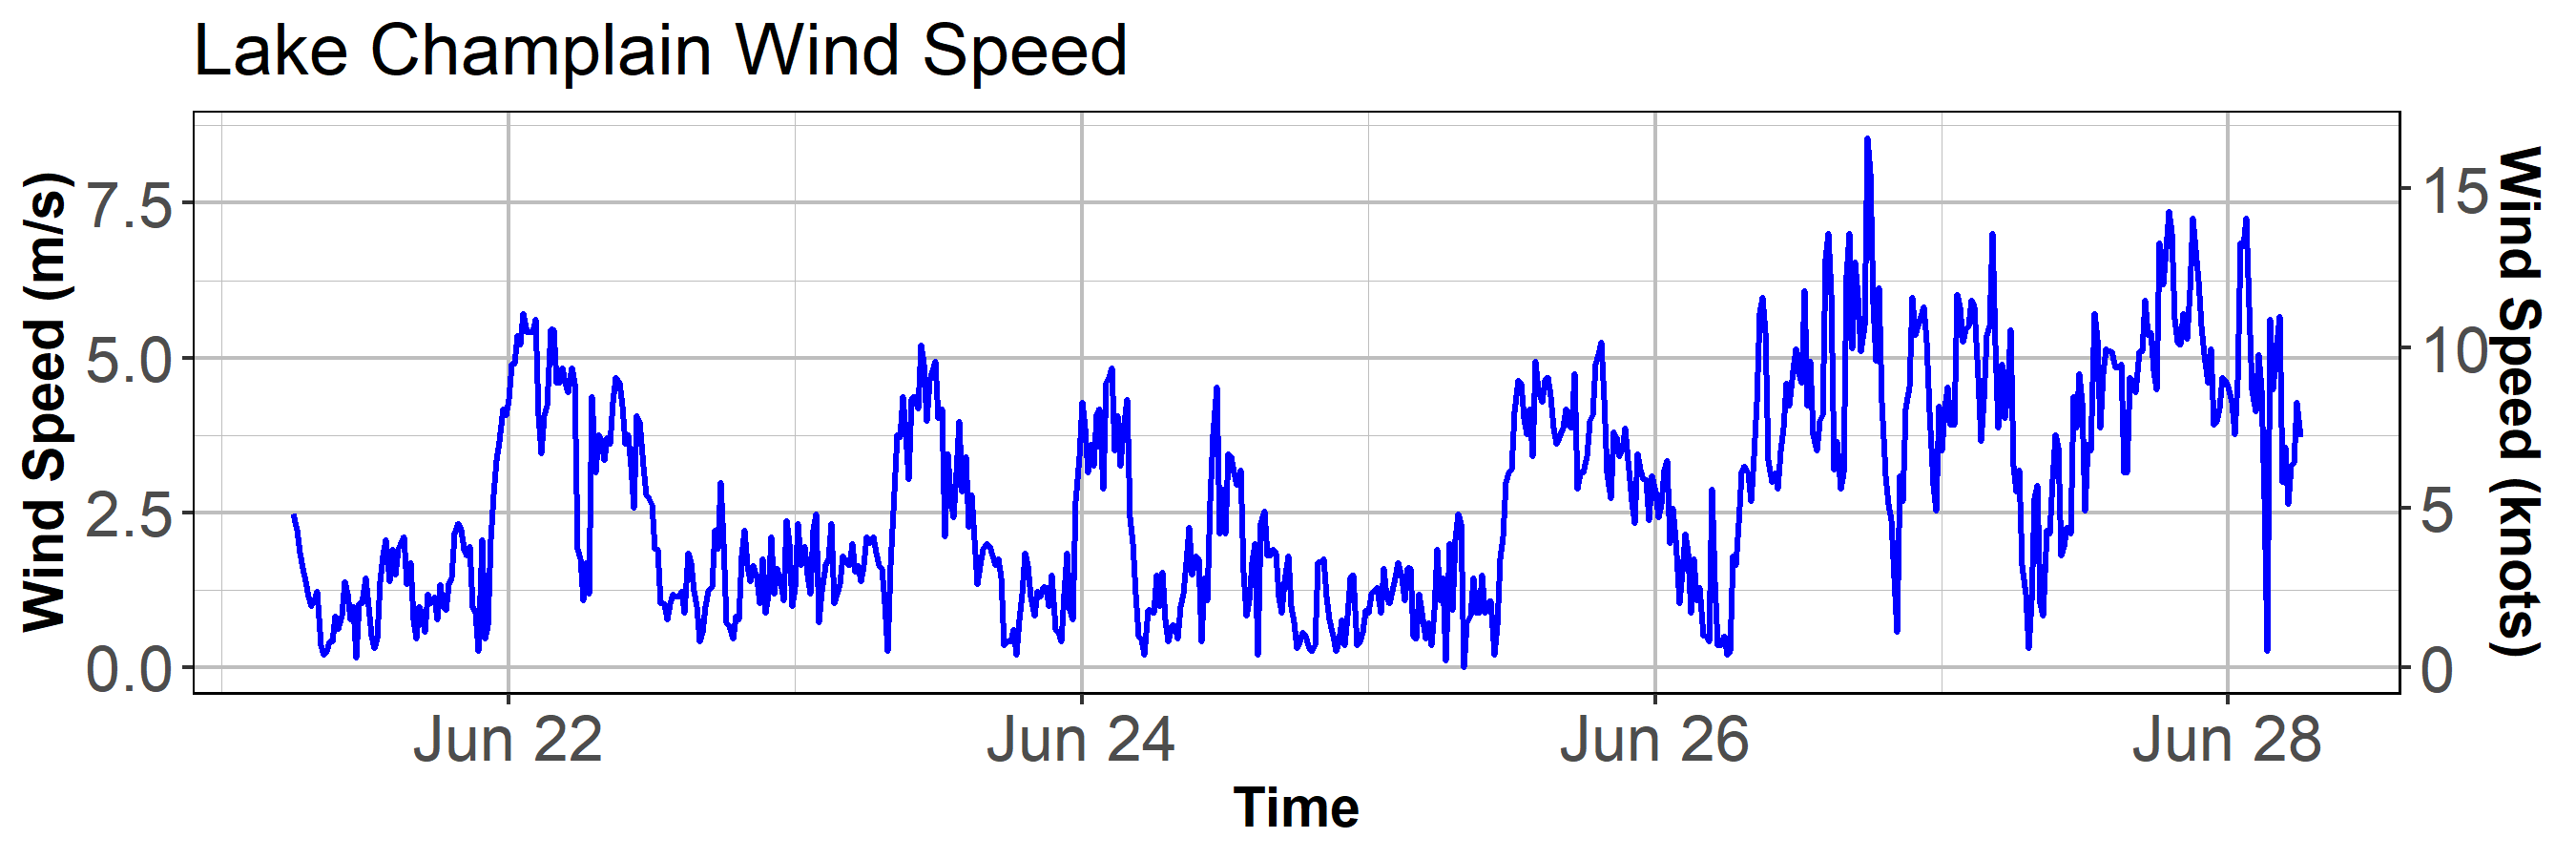 Lake Champlain Wind Speed
Wind Speed (m/s)
7.5
5.0
2.5
0.0
15
10
5
0
Wind Speed (knots)
Jun 22
Jun 24
Jun 26
Jun 28
Time